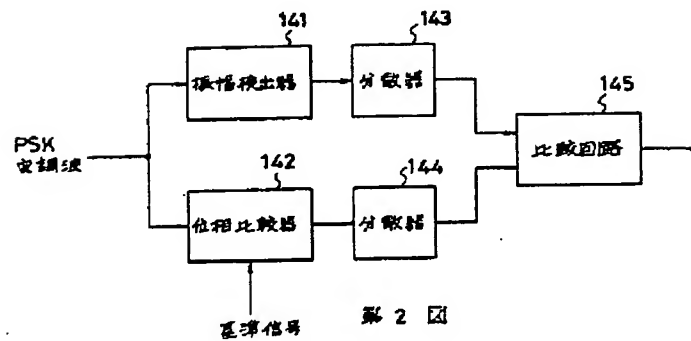 141
振幅検出器
143
分散器
145
比較回路
PSK
変調波
142
位相比較器
144
分散器
基準信号
第2図